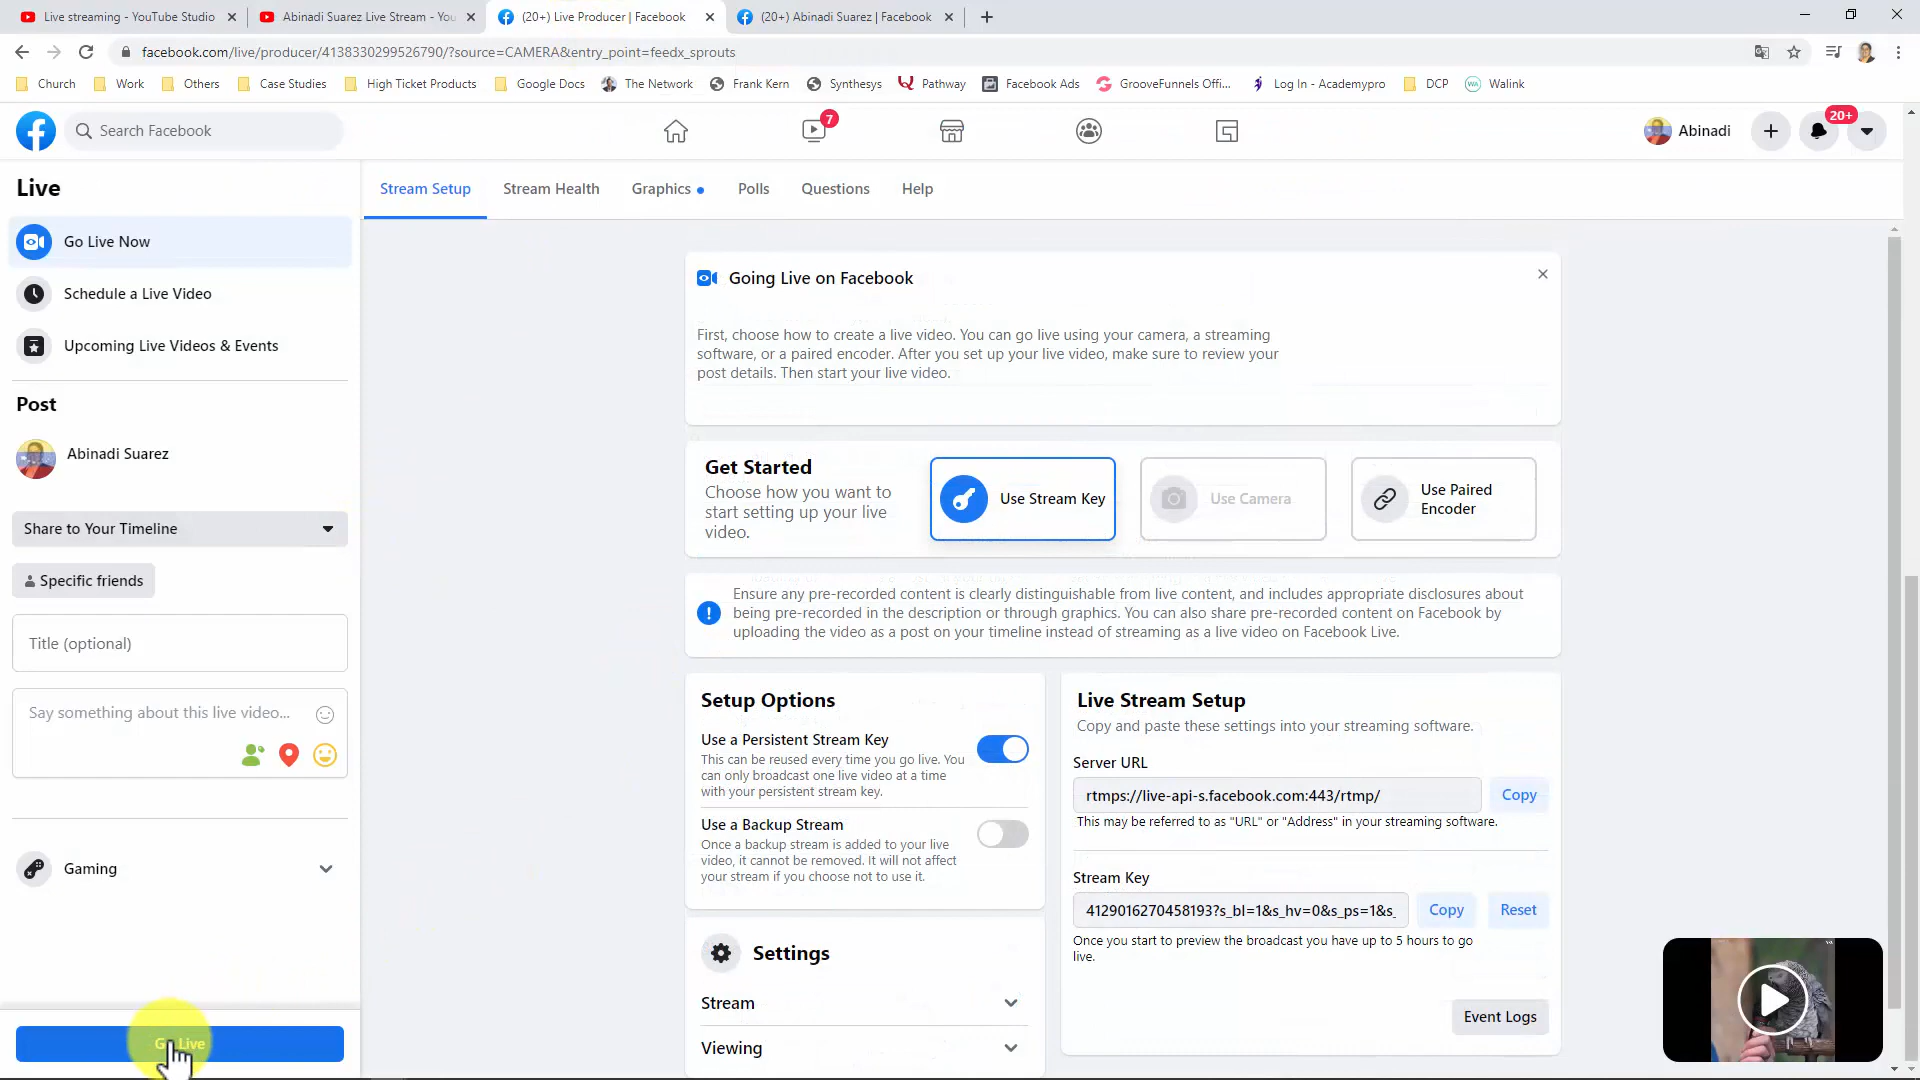 Live streaming - YouTube Studio
Abinadi Suarez Live Stream - You
(20+) Live Producer | Facebook
(20+) Abinadi Suarez | Facebook
facebook.com/live/producer/4138330299526790/?source=CAMERA&entry_point=feedx_sprouts
Church
Work
Others
Case Studies
High Ticket Products
Google Docs
The Network
Frank Kern
Synthesys
Pathway
Facebook Ads
GrooveFunnels Offi...
Log In - Academypro
DCP
Walink
Search Facebook
7
Abinadi
20+
Live
Go Live Now
Schedule a Live Video
Upcoming Live Videos & Events
Post
Abinadi Suarez
Share to Your Timeline
Specific friends
Title (optional)
Say something about this live video...
Gaming
Go Live
Stream Setup
Stream Health
Graphics
Polls
Questions
Help
Going Live on Facebook
First, choose how to create a live video. You can go live using your camera, a streaming
software, or a paired encoder. After you set up your live video, make sure to review your
post details. Then start your live video.
Get Started
Choose how you want to
start setting up your live
video.
Use Stream Key
Use Camera
Use Paired
Encoder
Ensure any pre-recorded content is clearly distinguishable from live content, and includes appropriate disclosures about
being pre-recorded in the description or through graphics. You can also share pre-recorded content on Facebook by
uploading the video as a post on your timeline instead of streaming as a live video on Facebook Live.
Setup Options
Use a Persistent Stream Key
This can be reused every time you go live. You
can only broadcast one live video at a time
with your persistent stream key.
Use a Backup Stream
Once a backup stream is added to your live
video, it cannot be removed. It will not affect
your stream if you choose not to use it.
Settings
Stream
Viewing
Live Stream Setup
Copy and paste these settings into your streaming software.
Server URL
rtmps://live-api-s.facebook.com:443/rtmp/
Copy
This may be referred to as "URL" or "Address" in your streaming software.
Stream Key
4129016270458193?s_bl=1&s_hv=0&s_ps=1&s_
Copy
Reset
Once you start to preview the broadcast you have up to 5 hours to go
live.
Event Logs